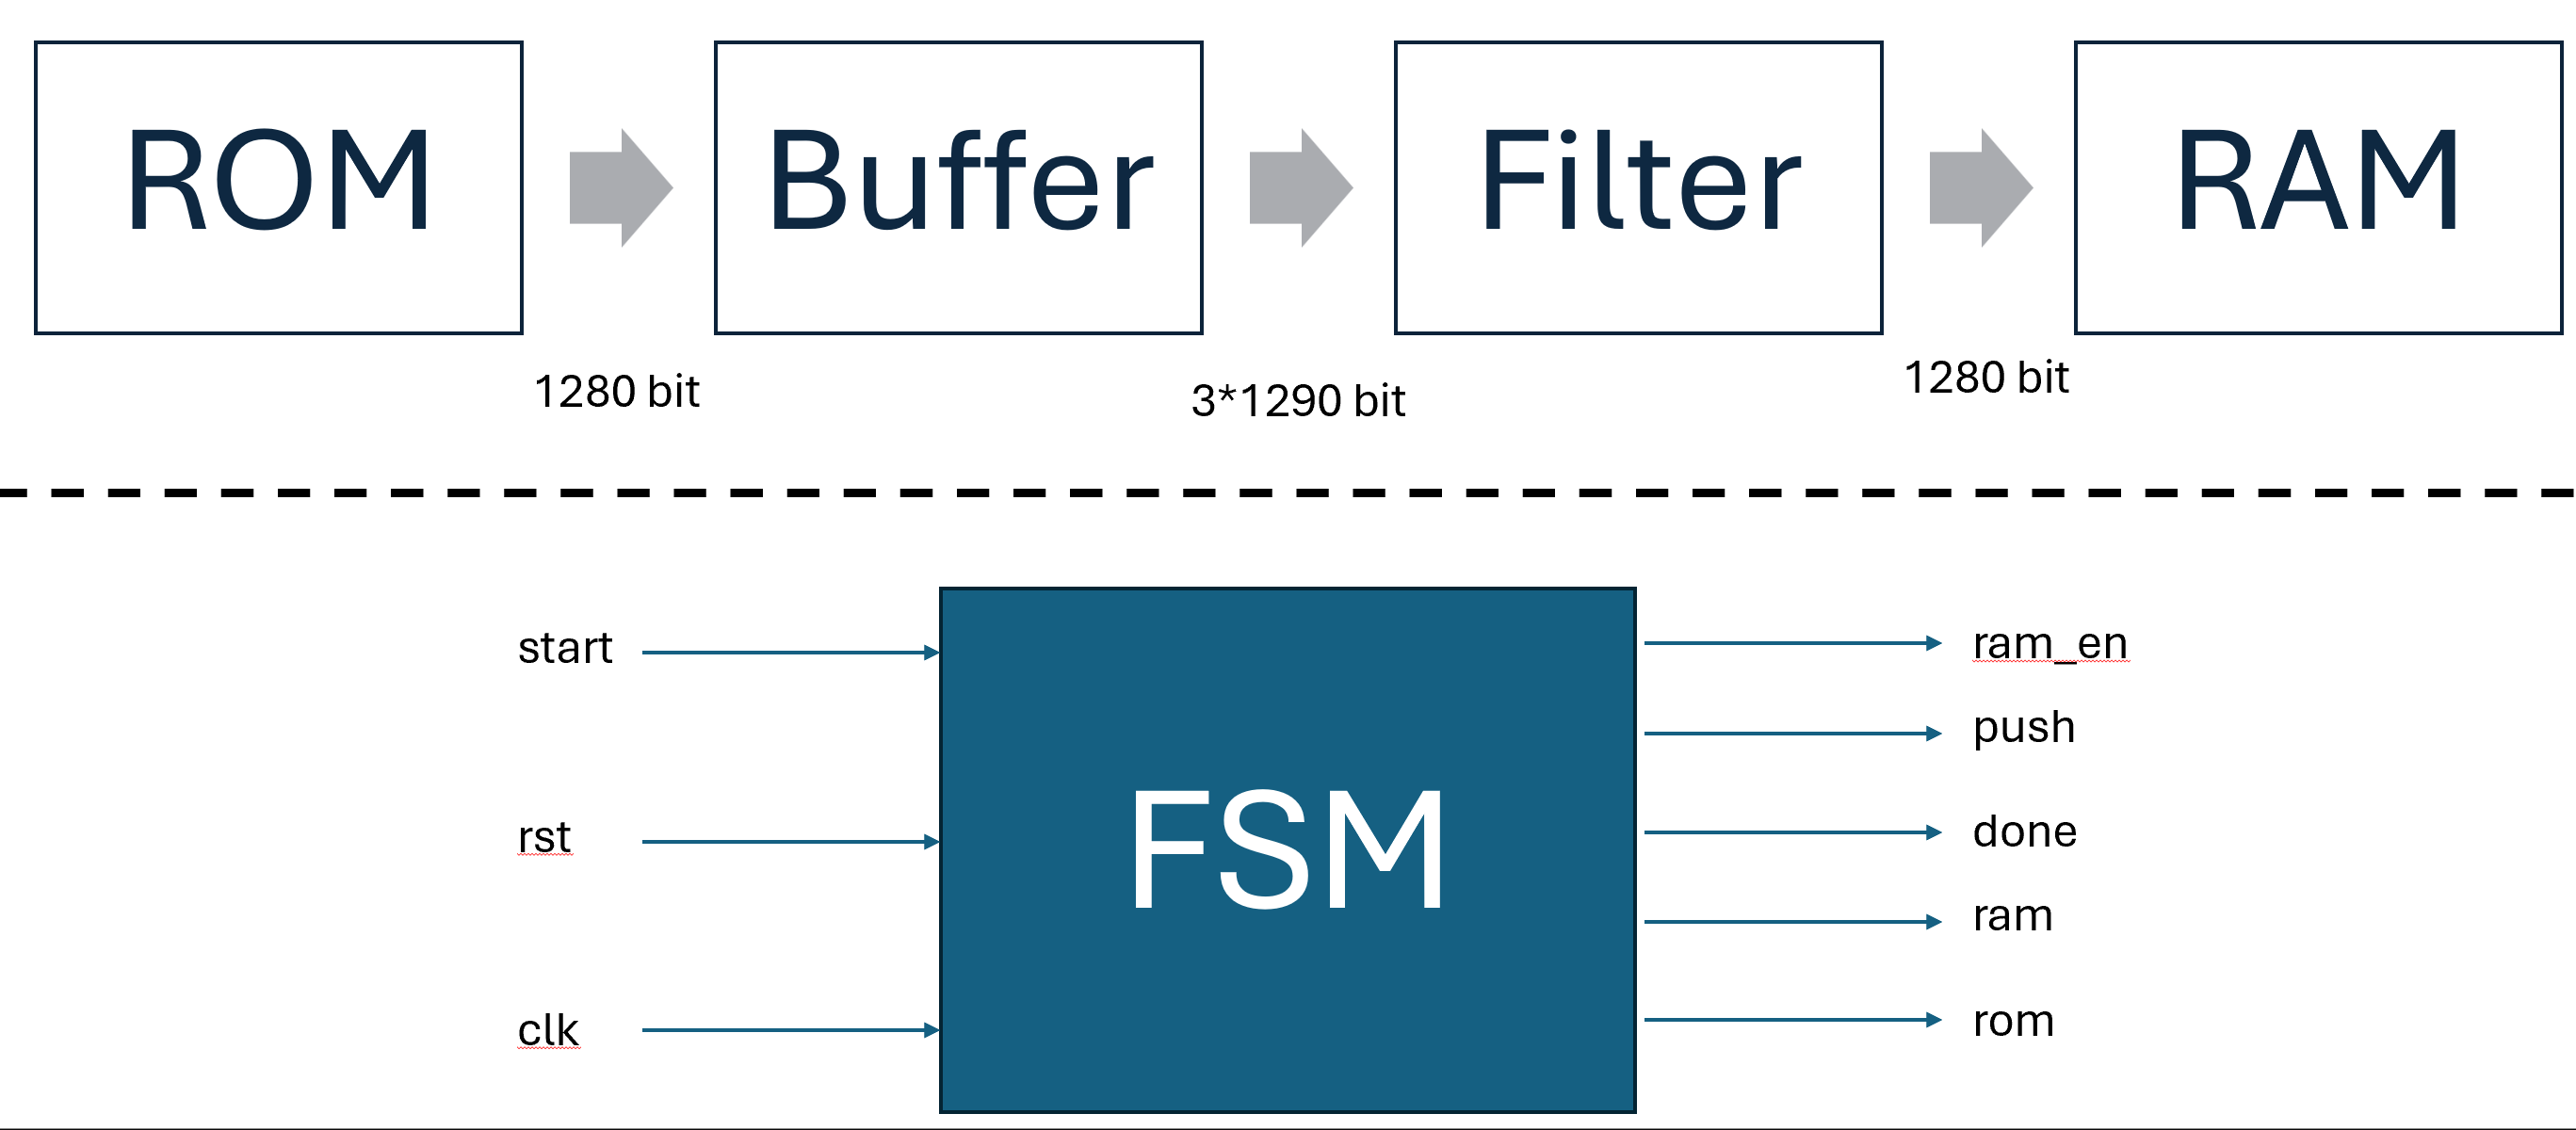 ROM
Buffer
Filter
RAM
1280 bit
3*1290 bit
1280 bit
start
rst
clk
FSM
ram_en
push
done
ram
rom